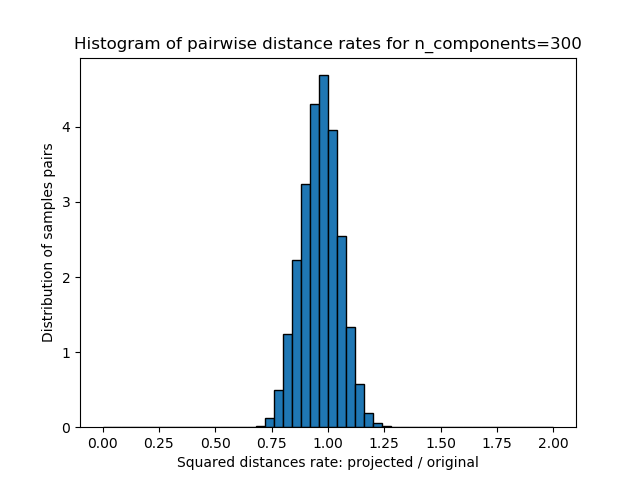 Histogram of pairwise distance rates for n_components=300
Distribution of samples pairs
4
3
2
1
0
0.00 0.25 0.50 0.75 1.00 1.25 1.50 1.75 2.00
Squared distances rate: projected / original